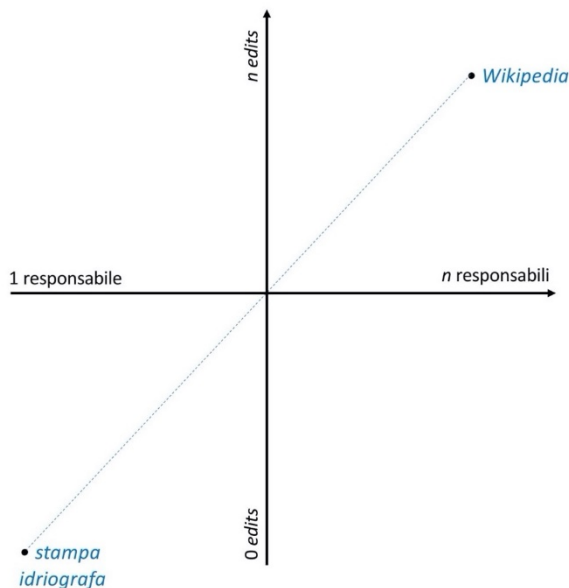 n edits
Wikipedia
1 responsabile
n responsabili
0 edits
stampa
idriografa